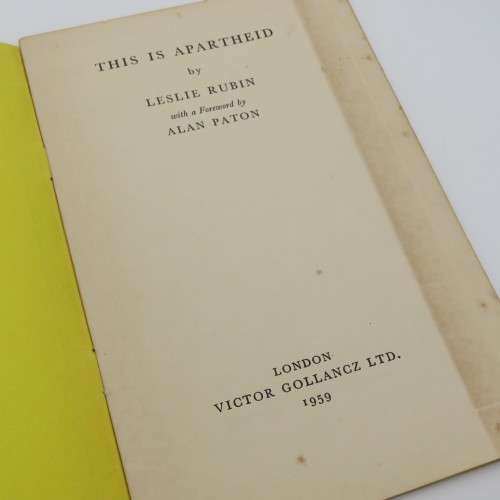 THIS IS APARTHEID
by
LESLIE RUBIN
with a Foreword by
ALAN PATON
LONDON
VICTOR GOLLANCZ LTD.
1959